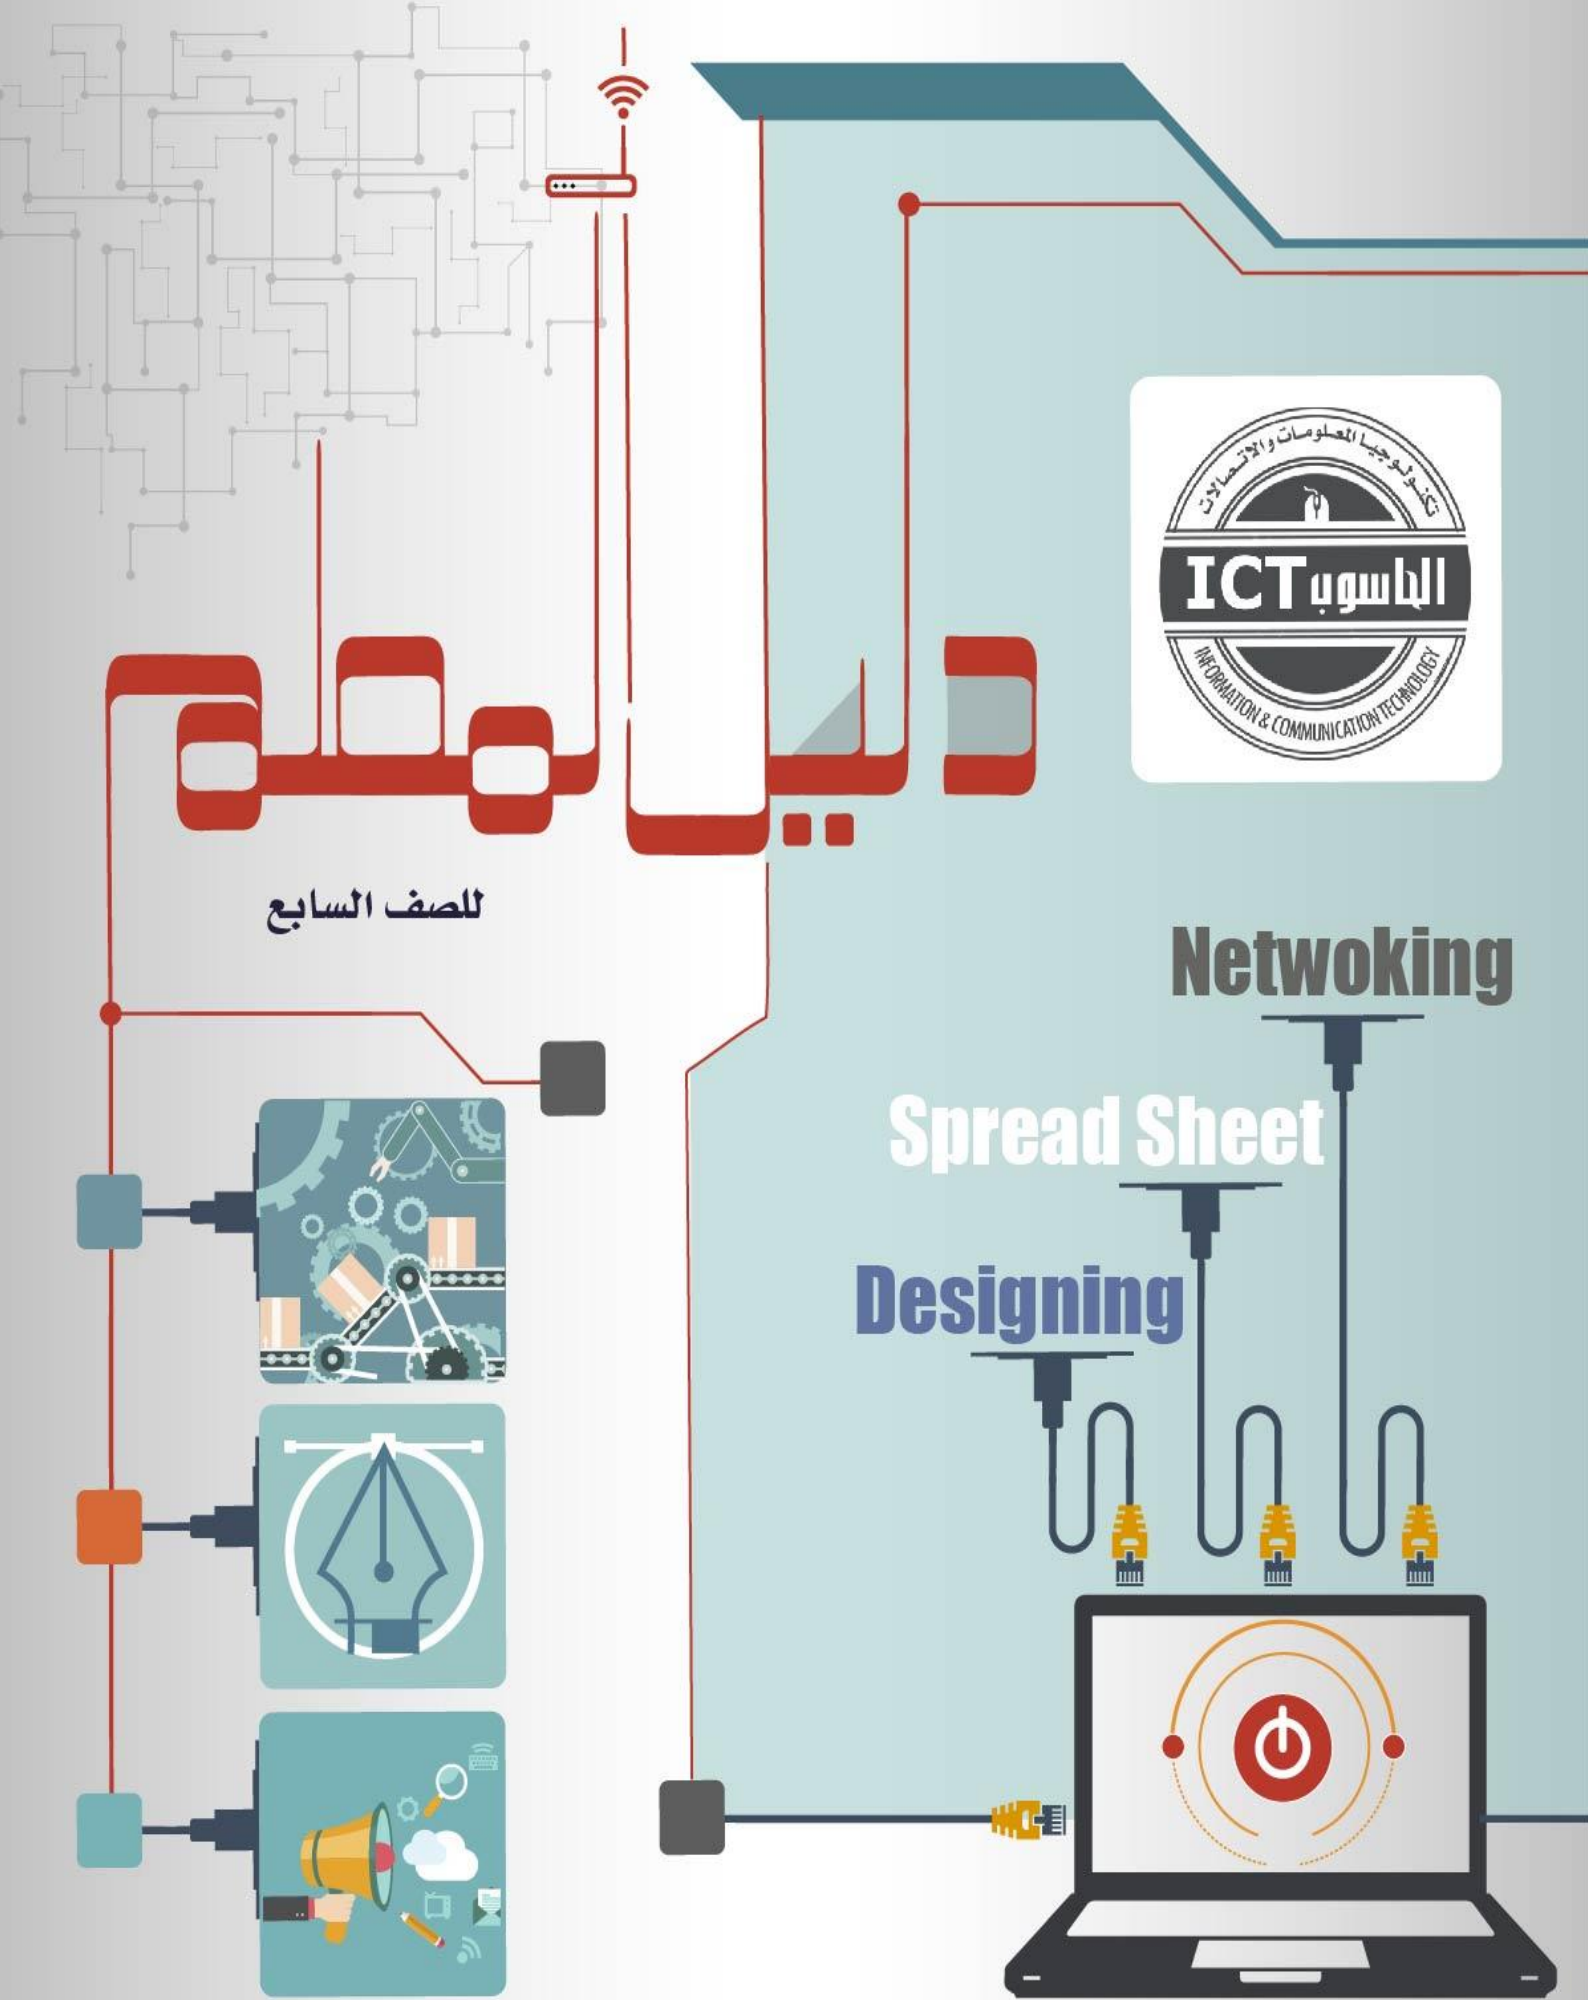 تكنولوجيا المعلومات والاتصالات
الحاسوب ICT
INFORMATION & COMMUNICATION TECHNOLOGY
دليل المعلم
للصف السابع
Netwoking
Spread Sheet
Designing